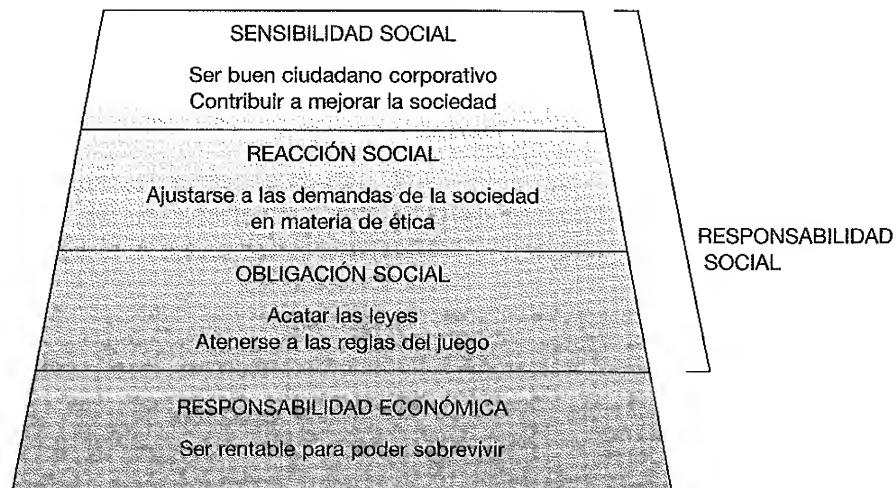 SENSIBILIDAD SOCIAL
Ser buen ciudadano corporativo
Contribuir a mejorar la sociedad
REACCIÓN SOCIAL
Ajustarse a las demandas de la sociedad
en materia de ética
OBLIGACIÓN SOCIAL
Acatar las leyes
Atenerse a las reglas del juego
RESPONSABILIDAD ECONÓMICA
Ser rentable para poder sobrevivir
RESPONSABILIDAD
SOCIAL